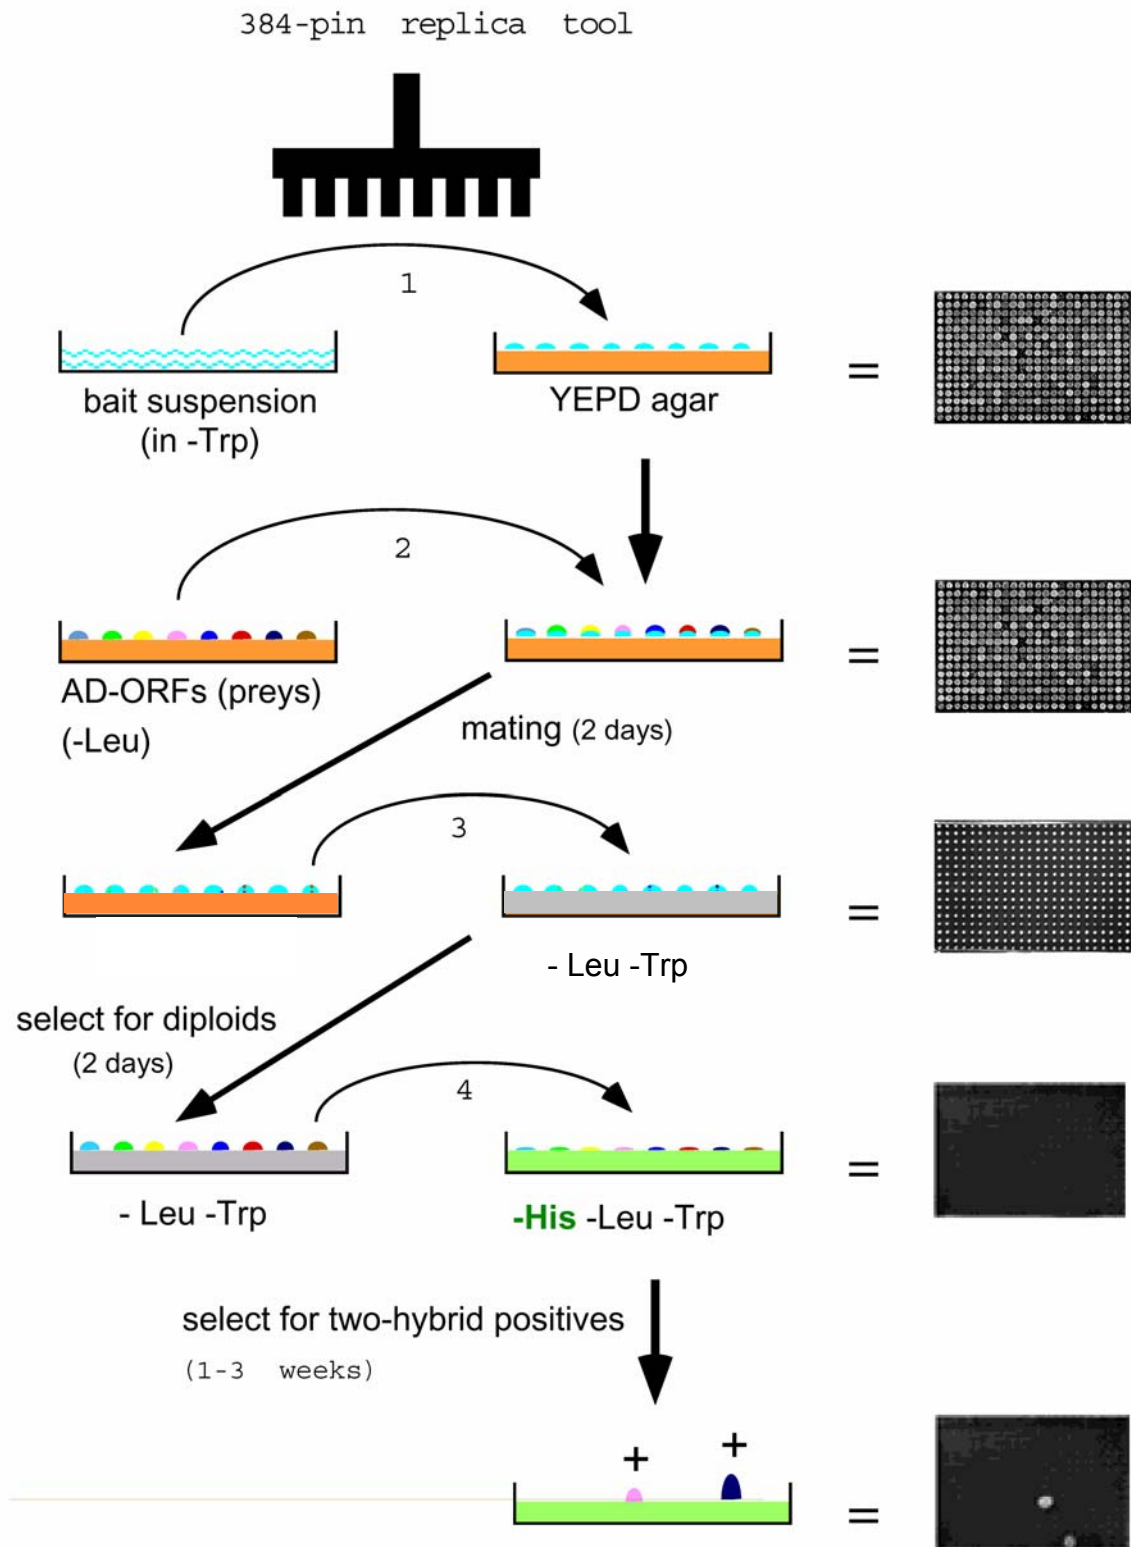 384-pin replica tool
1
bait suspension
(in -Trp)
YEPD agar
=
2
AD-ORFs (preys)
(-Leu)
=
mating (2 days)
3
=
- Leu -Trp
select for diploids
(2 days)
4
=
- Leu -Trp
-His -Leu -Trp
select for two-hybrid positives
(1-3 weeks)
+ +
=